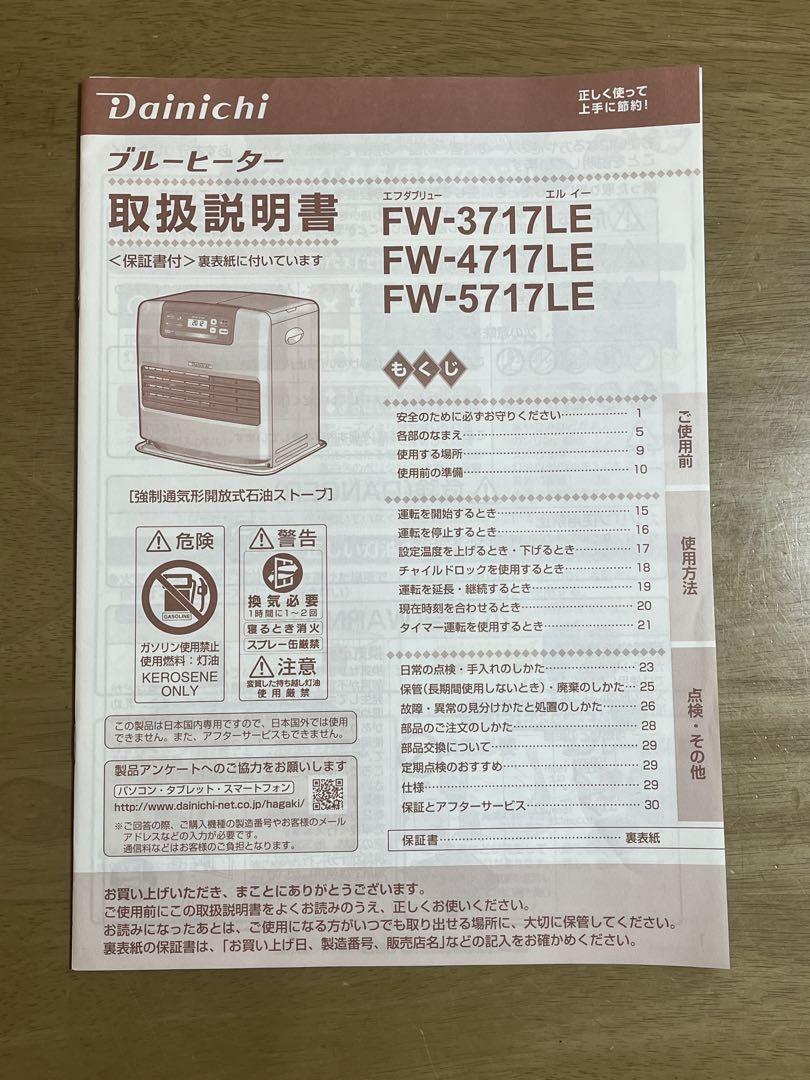 Dainichi
正しく使って
上手に節約!
ブルーヒーター
取扱説明書
<保証書付>裏表紙に付いています
エフダブリュー エル イー
FW-3717LE
FW-4717LE
FW-5717LE
2012
[強制通気形開放式石油ストーブ]
危険
GASOLINE
ガソリン使用禁止
使用燃料:灯油
KEROSENE
ONLY
警告
換気必要
1時間に1~2回
寝るとき消火
スプレー缶厳禁
注意
変質した持ち越し灯油
使用厳禁
この製品は日本国内専用ですので、日本国外では使用
できません。また、アフターサービスもできません。
製品アンケートへのご協力をお願いします
パソコン・タブレット・スマートフォン
http://www.dainichi-net.co.jp/hagaki/
※ご回答の際、ご購入機種の製造番号やお客様のメール
アドレスなどの入力が必要です。
通信料などはお客様のご負担となります。
もくじ
安全のために必ずお守りください………………1
各部のなまえ………………5
使用する場所………………9
使用前の準備………………10
ご使用前
運転を開始するとき………………15
運転を停止するとき………………16
設定温度を上げるとき・下げるとき………………17
チャイルドロックを使用するとき………………18
運転を延長・継続するとき………………19
現在時刻を合わせるとき………………20
タイマー運転を使用するとき………………21
使用方法
日常の点検・手入れのしかた………………23
保管(長期間使用しないとき)・廃棄のしかた…25
故障・異常の見分けかたと処置のしかた………26
部品のご注文のしかた………………28
部品交換について………………29
定期点検のおすすめ………………29
仕様………………29
保証とアフターサービス………………30
点検・その他
保証書………………裏表紙
お買い上げいただき、まことにありがとうございます。
ご使用前にこの取扱説明書をよくお読みのうえ、正しくお使いください。
お読みになったあとは、ご使用になる方がいつでも取り出せる場所に、大切に保管してください。
裏表紙の保証書は、「お買い上げ日、製造番号、販売店名」などの記入をお確かめください。